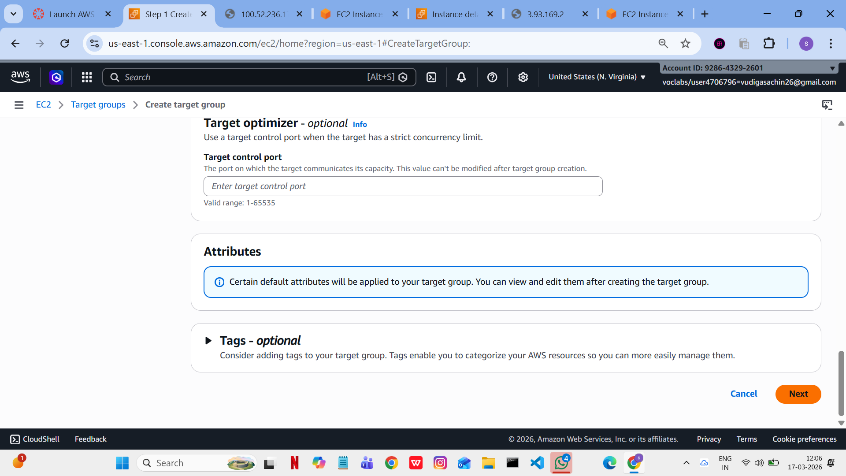 Launch AWS
Step 1 Create
100.52.236.1
EC2 Instance
Instance det
3.93.169.2
EC2 Instance
us-east-1.console.aws.amazon.com/ec2/home?region=us-east-1#CreateTargetGroup:
S
aws
Search
[Alt+S]
United States (N. Virginia)
Account ID: 9286-4329-2601
voclabs/user4706796=vudigasachin26@gmail.com
EC2
Target groups
Create target group
Target optimizer - optional Info
Use a target control port when the target has a strict concurrency limit.
Target control port
The port on which the target communicates its capacity. This value can't be modified after target group creation.
Enter target control port
Valid range: 1-65535
Attributes
Certain default attributes will be applied to your target group. You can view and edit them after creating the target group.
Tags - optional
Consider adding tags to your target group. Tags enable you to categorize your AWS resources so you can more easily manage them.
Cancel
Next
CloudShell
Feedback
© 2026, Amazon Web Services, Inc. or its affiliates.
Privacy
Terms
Cookie preferences
1
Search
4
ENG
IN
12:06
17-03-2026